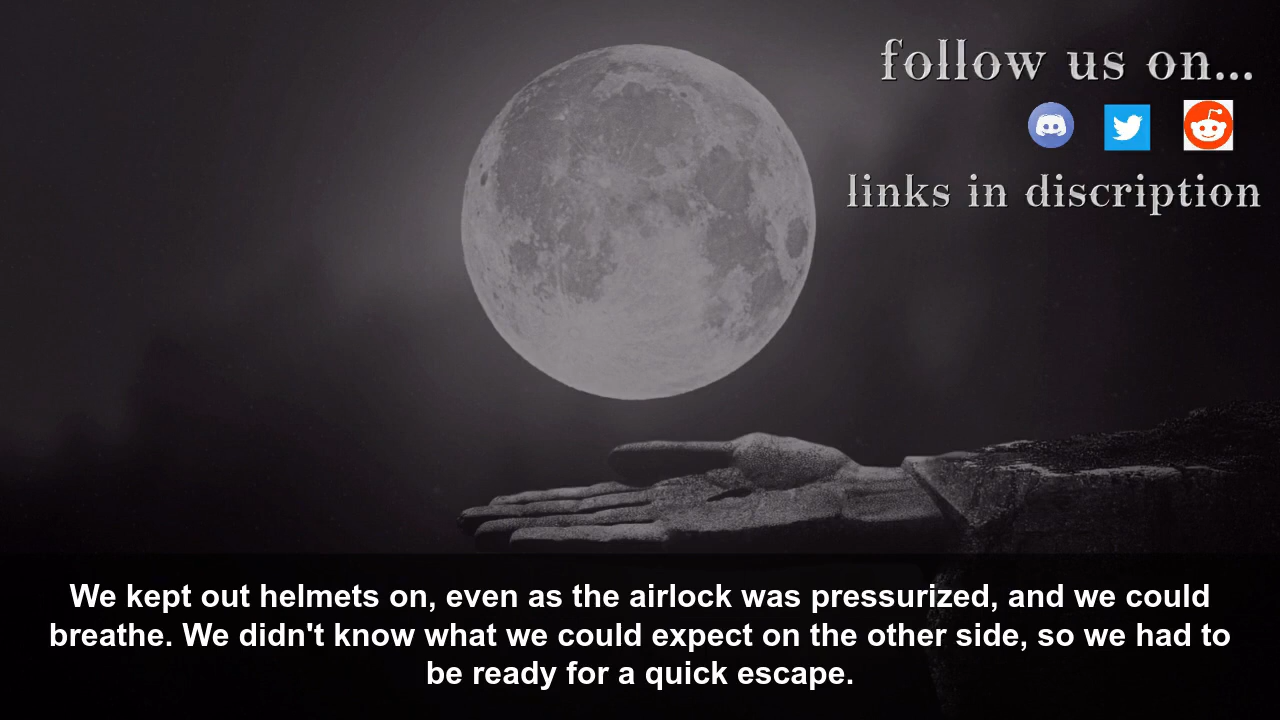 follow us on...
links in discription
We kept out helmets on, even as the airlock was pressurized, and we could
breathe. We didn't know what we could expect on the other side, so we had to
be ready for a quick escape.